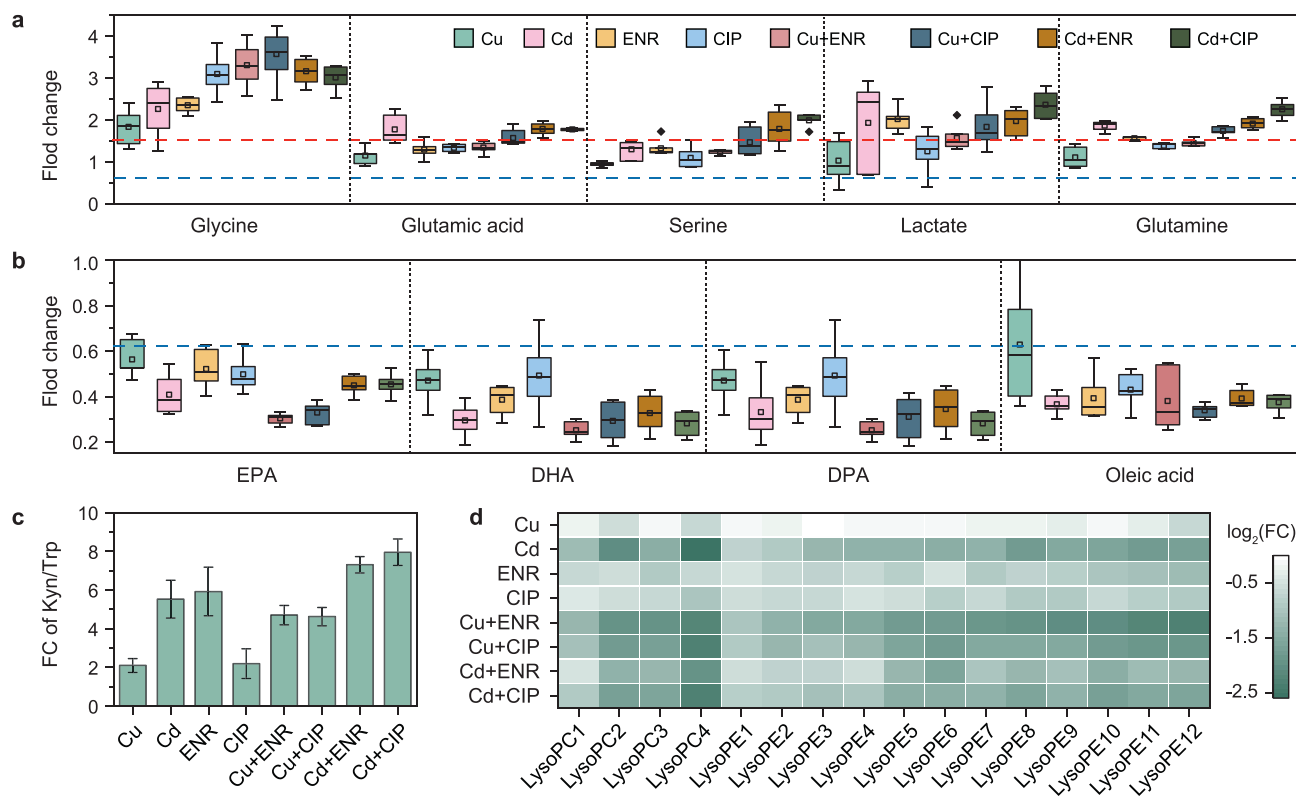 a
Flod change
4
3
2
1
0
Cu Cd ENR CIP Cu+ENR Cu+CIP Cd+ENR Cd+CIP
Glycine Glutamic acid Serine Lactate Glutamine
b
Flod change
1.0
0.8
0.6
0.4
0.2
EPA DHA DPA Oleic acid
c
FC of Kyn/Trp
10
8
6
4
2
0
Cu Cd ENR CIP Cu+ENR Cu+CIP Cd+ENR Cd+CIP
d
Cu
Cd
ENR
CIP
Cu+ENR
Cu+CIP
Cd+ENR
Cd+CIP
LysoPC1 LysoPC2 LysoPC3 LysoPC4 LysoPE1 LysoPE2 LysoPE3 LysoPE4 LysoPE5 LysoPE6 LysoPE7 LysoPE8 LysoPE9 LysoPE10 LysoPE11 LysoPE12
log₂(FC)
-0.5
-1.5
-2.5